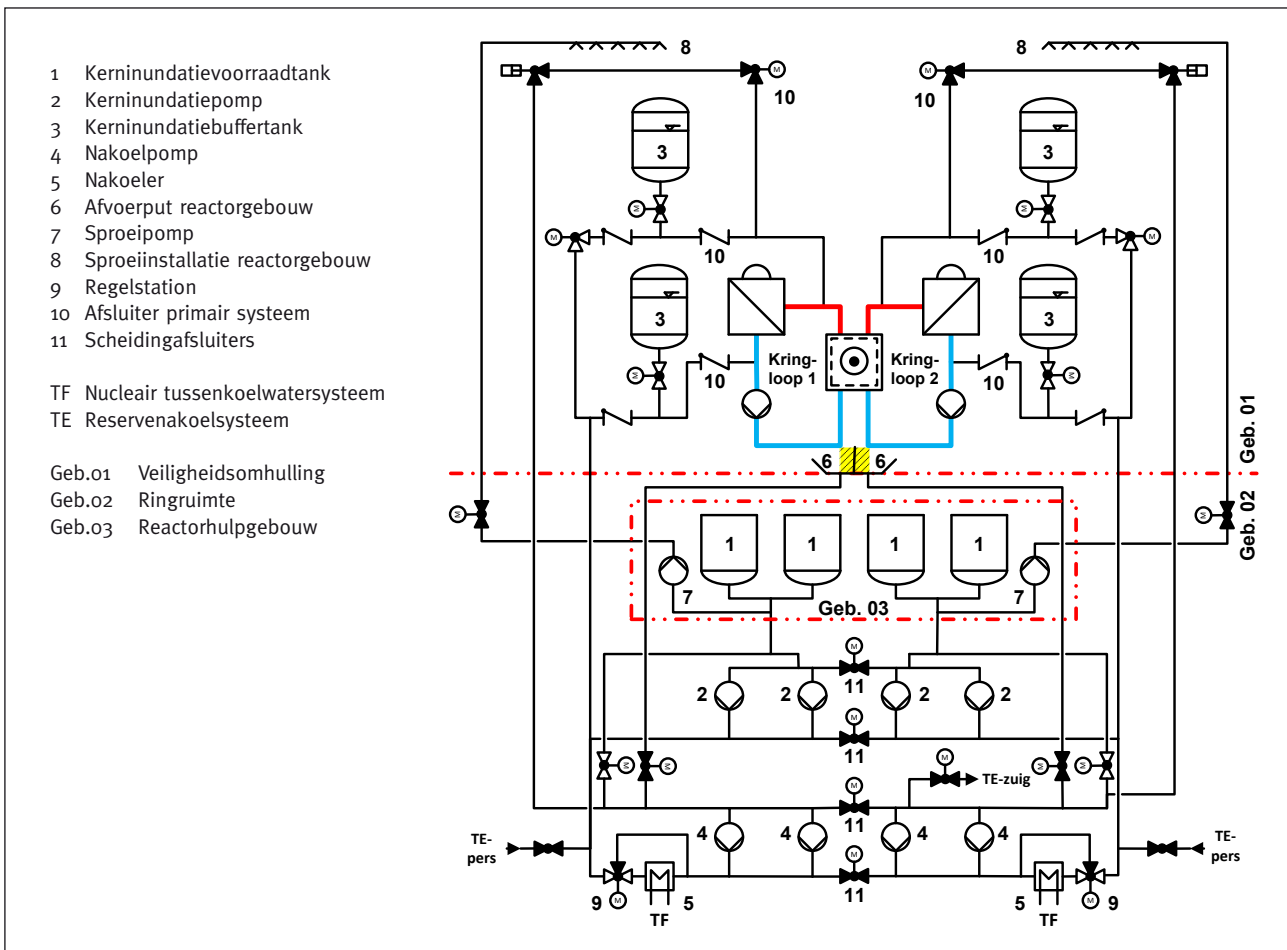 1 Kerninundatievoorraadtank
2 Kerninundatiepomp
3 Kerninundatiebuffertank
4 Nakoelpomp
5 Nakoeler
6 Afvoerput reactorgebouw
7 Sproeipomp
8 Sproeiinstallatie reactorgebouw
9 Regelstation
10 Afsluiter primair systeem
11 Scheidingafsluiters
TF Nucleair tussenkoelwatersysteem
TE Reservenakoelsysteem
Geb.01 Veiligheidsomhulling
Geb.02 Ringruimte
Geb.03 Reactorhulpgebouw
8 8
M M
10 10
3 3
M M
M M
10 10
3 3
Kring-
loop 1
Kring-
loop 2
10 10
M M
Geb. 01
6 6
Geb. 02
M M
1 1 1 1
7 7
Geb. 03
M
11
2 2 2 2
M
11
M M M M
M
TE-zuig
M
11
4 4 4 4
TE-
pers
TE-
pers
M
11
9 M 5 5 M 9
TF TF